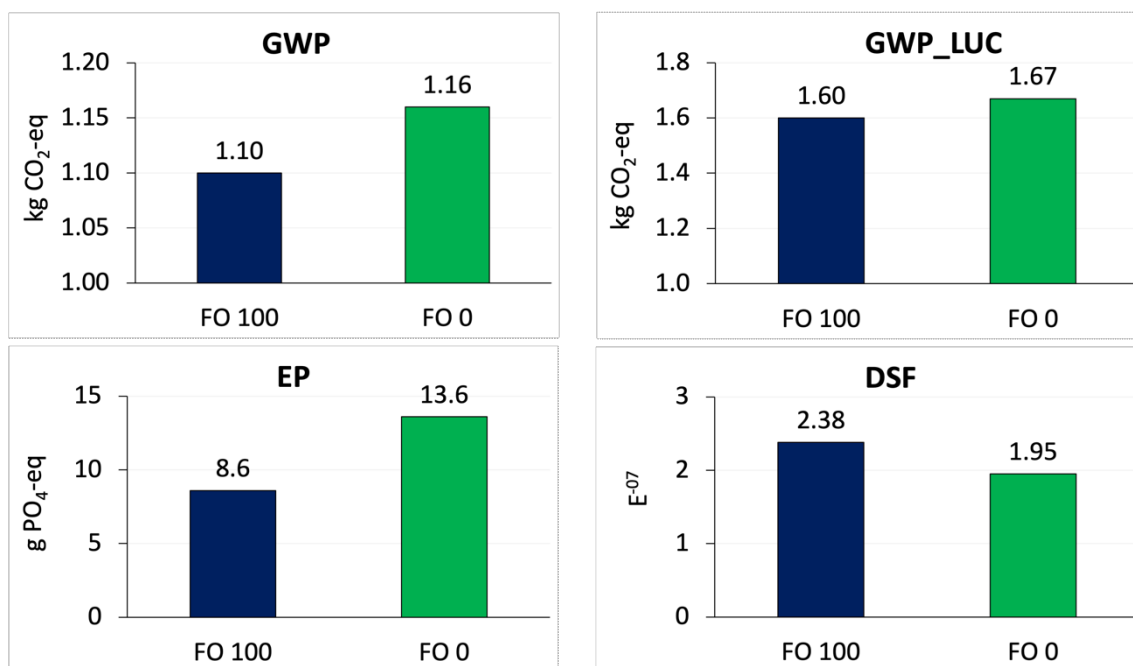 GWP
kg CO₂-eq
1.20
1.15
1.10
1.05
1.00
1.10
1.16
FO 100
FO 0
GWP_LUC
kg CO₂-eq
1.8
1.6
1.4
1.2
1.0
1.60
1.67
FO 100
FO 0
EP
g PO₄-eq
15
10
5
0
8.6
13.6
FO 100
FO 0
DSF
E⁻⁰⁷
3
2
1
0
2.38
1.95
FO 100
FO 0